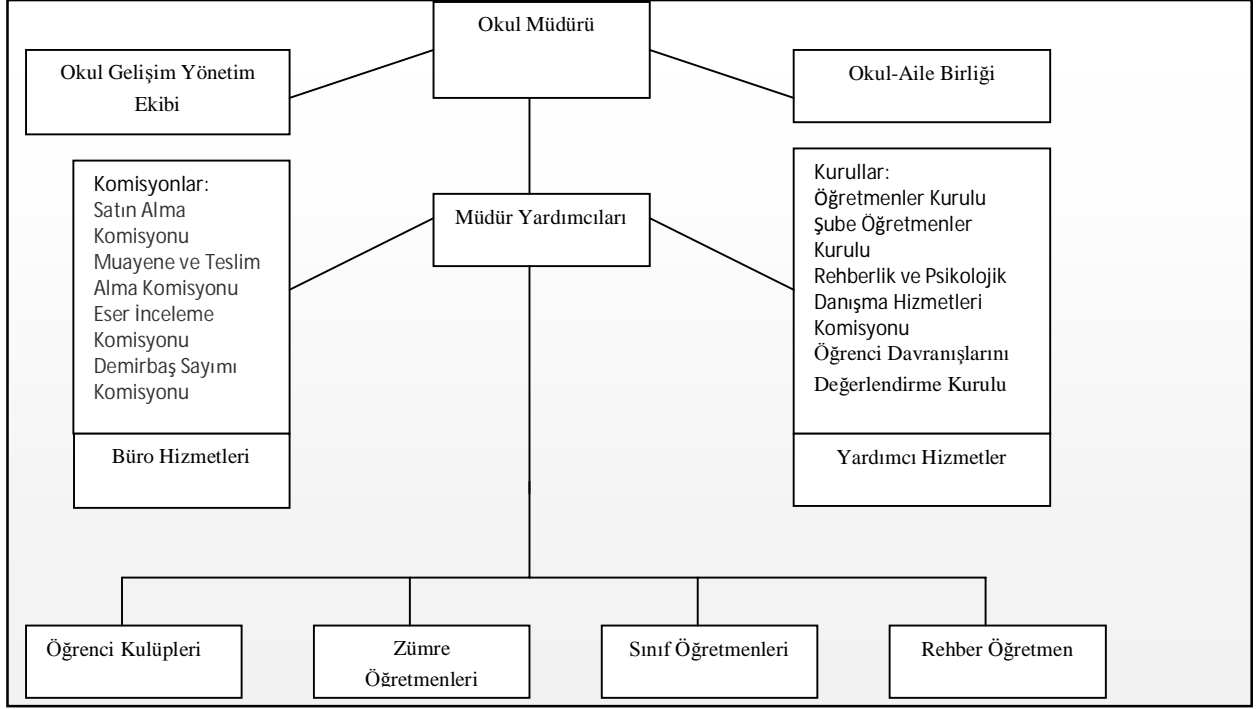 Okul Müdürü
Okul Gelişim Yönetim
Ekibi
Okul-Aile Birliği
Komisyonlar:
Satın Alma
Komisyonu
Muayene ve Teslim
Alma Komisyonu
Eser İnceleme
Komisyonu
Demirbaş Sayımı
Komisyonu
Müdür Yardımcıları
Kurullar:
Öğretmenler Kurulu
Şube Öğretmenler
Kurulu
Rehberlik ve Psikolojik
Danışma Hizmetleri
Komisyonu
Öğrenci Davranışlarını
Değerlendirme Kurulu
Büro Hizmetleri
Yardımcı Hizmetler
Öğrenci Kulüpleri
Zümre
Öğretmenleri
Sınıf Öğretmenleri
Rehber Öğretmen